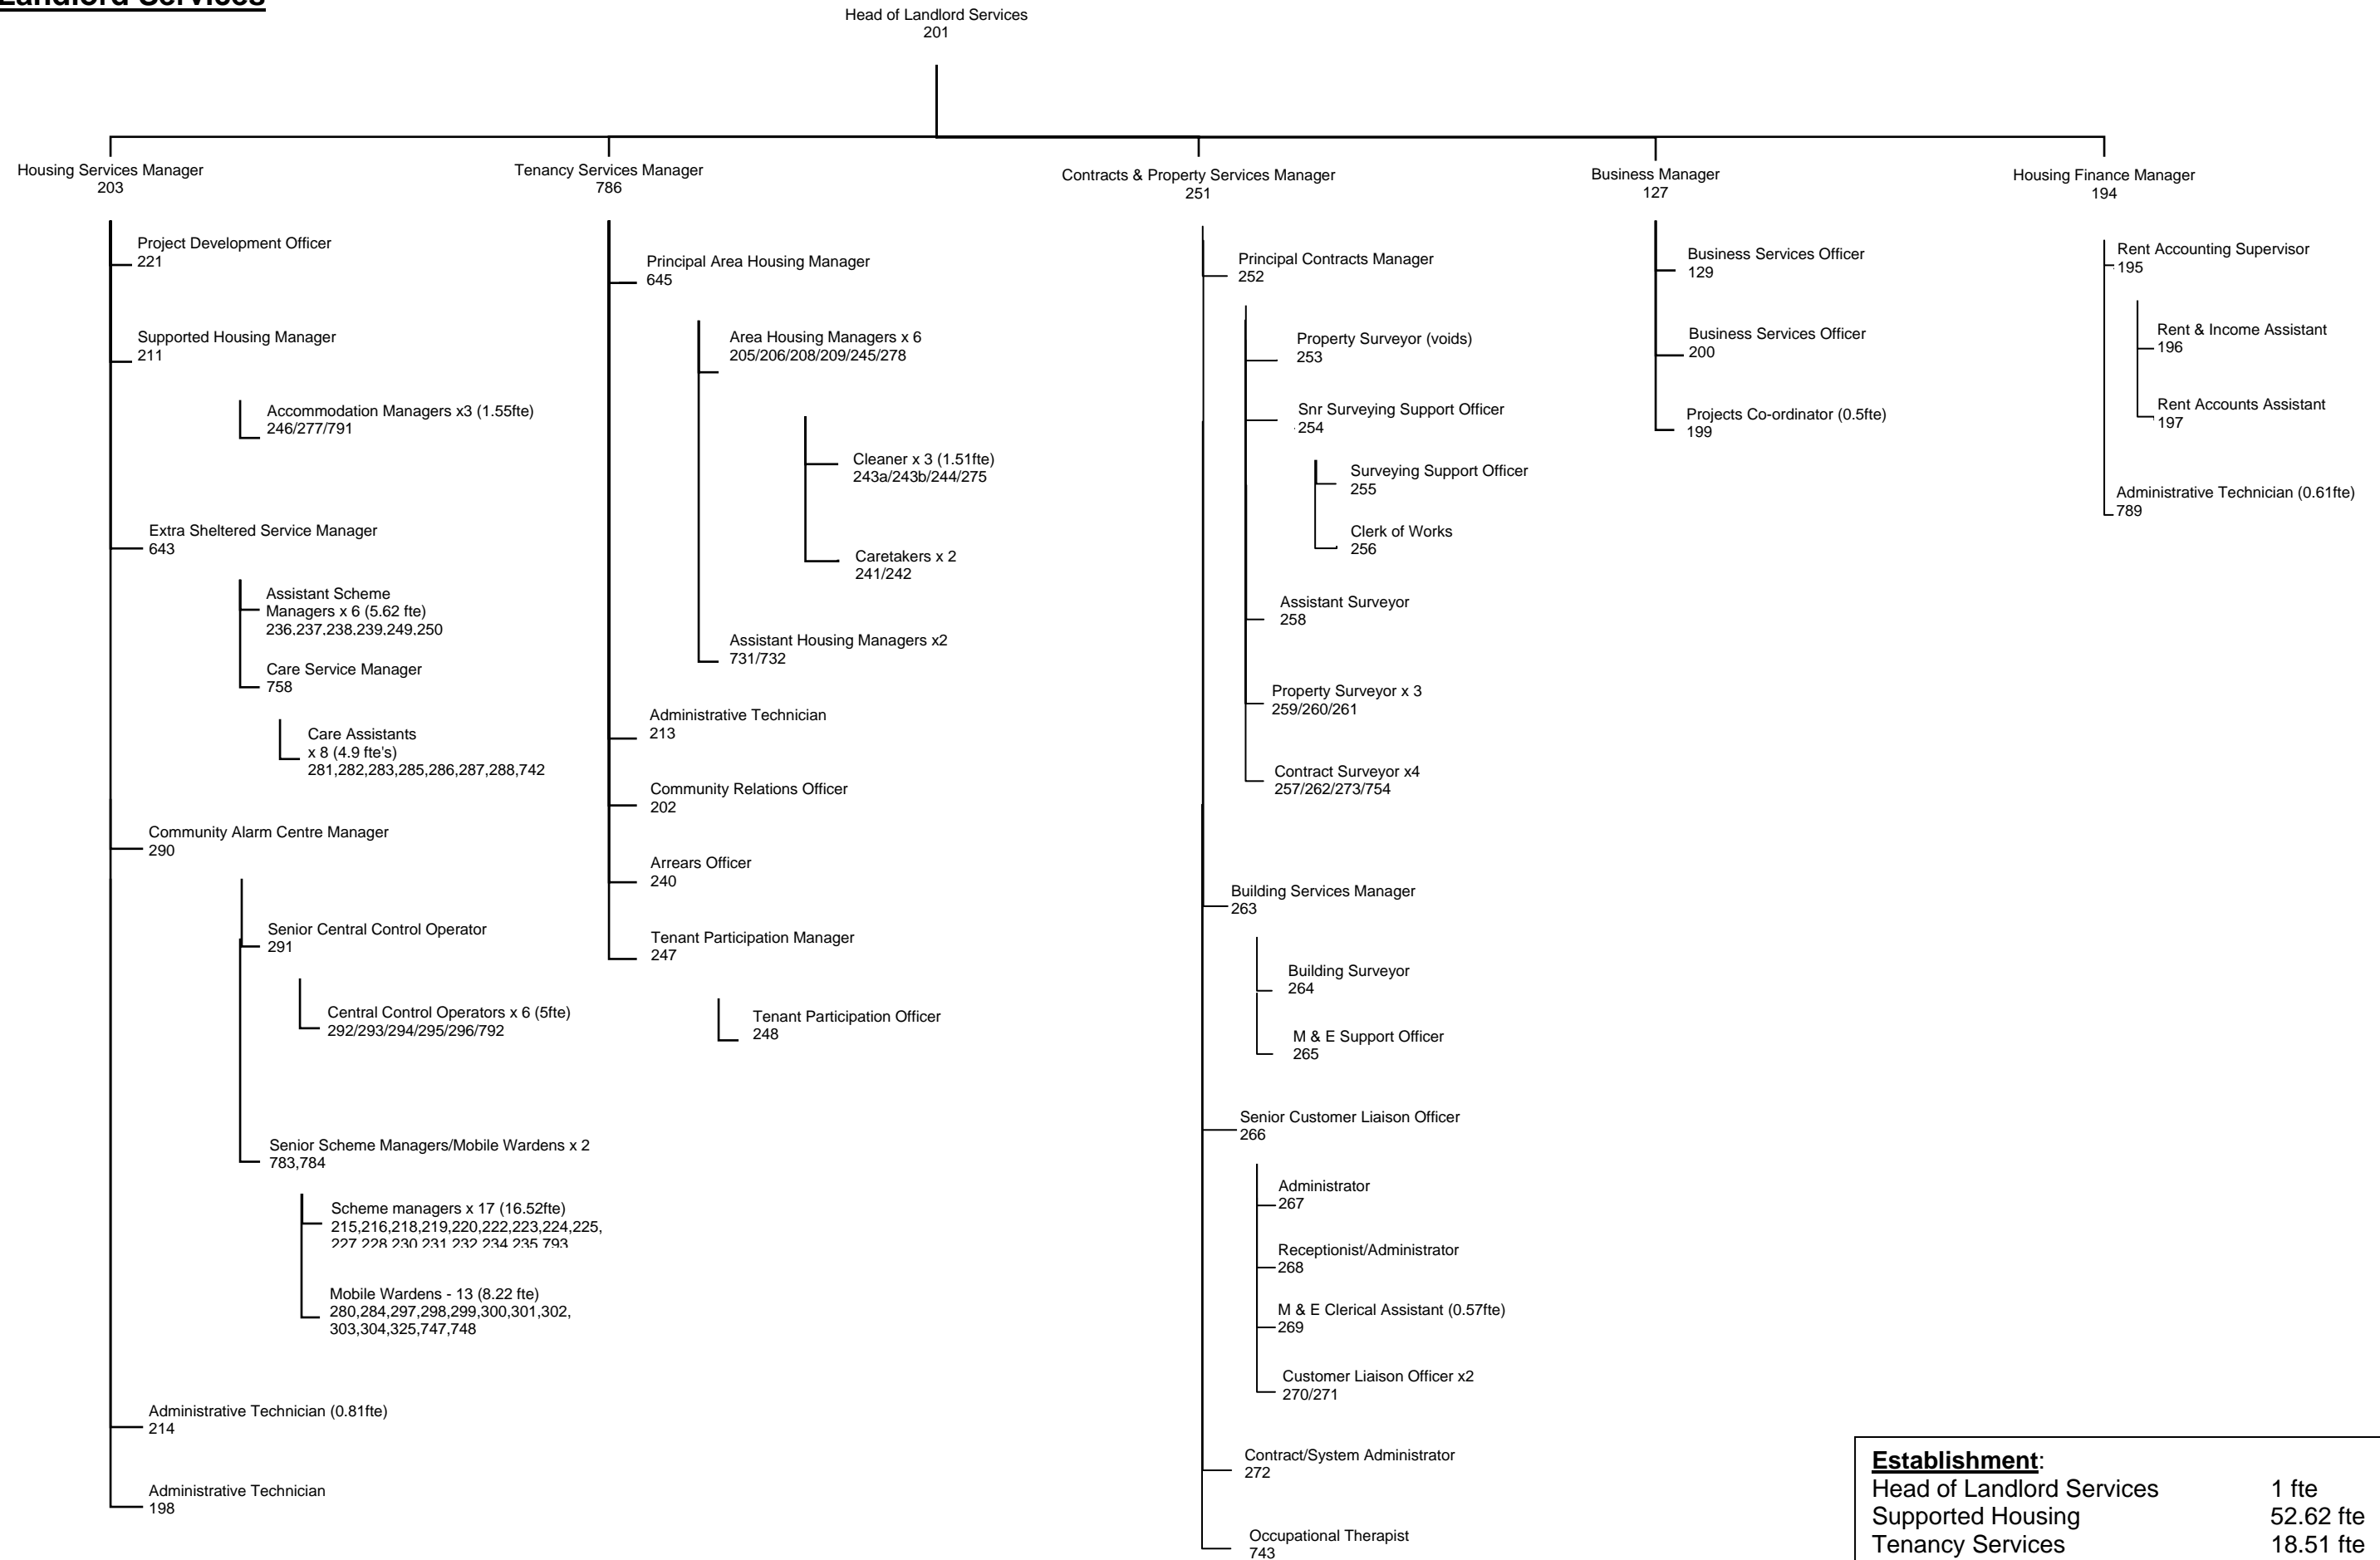 Landlord Services
Head of Landlord Services
201
Housing Services Manager
203
Project Development Officer
221
Supported Housing Manager
211
Accommodation Managers x3 (1.55fte)
246/277/791
Extra Sheltered Service Manager
643
Assistant Scheme
Managers x 6 (5.62 fte)
236,237,238,239,249,250
Care Service Manager
758
Care Assistants
x 8 (4.9 fte's)
281,282,283,285,286,287,288,742
Community Alarm Centre Manager
290
Senior Central Control Operator
291
Central Control Operators x 6 (5fte)
292/293/294/295/296/792
Senior Scheme Managers/Mobile Wardens x 2
783,784
Scheme managers x 17 (16.52fte)
215,216,218,219,220,222,223,224,225,
227,228,230,231,232,234,235,793
Mobile Wardens - 13 (8.22 fte)
280,284,297,298,299,300,301,302,
303,304,325,747,748
Administrative Technician (0.81fte)
214
Administrative Technician
198
Tenancy Services Manager
786
Principal Area Housing Manager
645
Area Housing Managers x 6
205/206/208/209/245/278
Cleaner x 3 (1.51fte)
243a/243b/244/275
Caretakers x 2
241/242
Assistant Housing Managers x2
731/732
Administrative Technician
213
Community Relations Officer
202
Arrears Officer
240
Tenant Participation Manager
247
Tenant Participation Officer
248
Contracts & Property Services Manager
251
Principal Contracts Manager
252
Property Surveyor (voids)
253
Snr Surveying Support Officer
254
Surveying Support Officer
255
Clerk of Works
256
Assistant Surveyor
258
Property Surveyor x 3
259/260/261
Contract Surveyor x4
257/262/273/754
Building Services Manager
263
Building Surveyor
264
M & E Support Officer
265
Senior Customer Liaison Officer
266
Administrator
267
Receptionist/Administrator
268
M & E Clerical Assistant (0.57fte)
269
Customer Liaison Officer x2
270/271
Contract/System Administrator
272
Occupational Therapist
743
Business Manager
127
Business Services Officer
129
Business Services Officer
200
Projects Co-ordinator (0.5fte)
199
Housing Finance Manager
194
Rent Accounting Supervisor
195
Rent & Income Assistant
196
Rent Accounts Assistant
197
Administrative Technician (0.61fte)
789
Establishment:
Head of Landlord Services 1 fte
Supported Housing 52.62 fte
Tenancy Services 18.51 fte